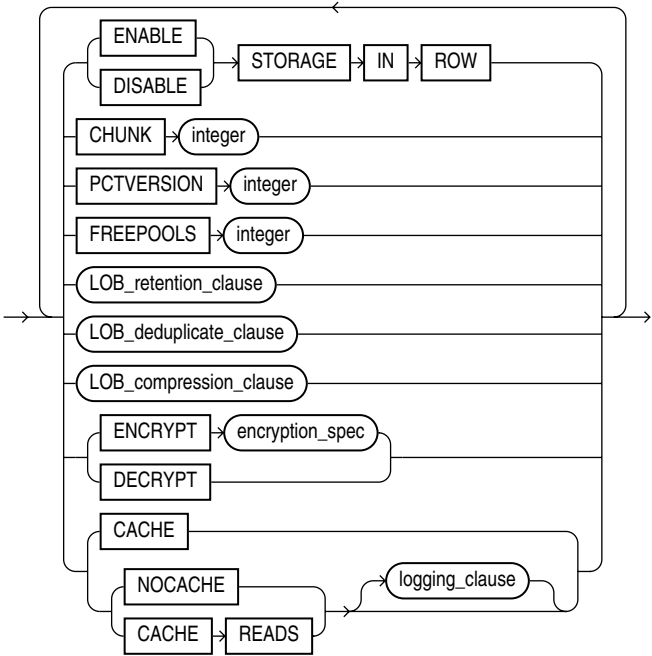 ENABLE
STORAGE IN ROW
DISABLE
CHUNK integer
PCTVERSION integer
FREEPOOLS integer
LOB_retention_clause
LOB_deduplicate_clause
LOB_compression_clause
ENCRYPT encryption_spec
DECRYPT
CACHE
NOCACHE logging_clause
CACHE READS